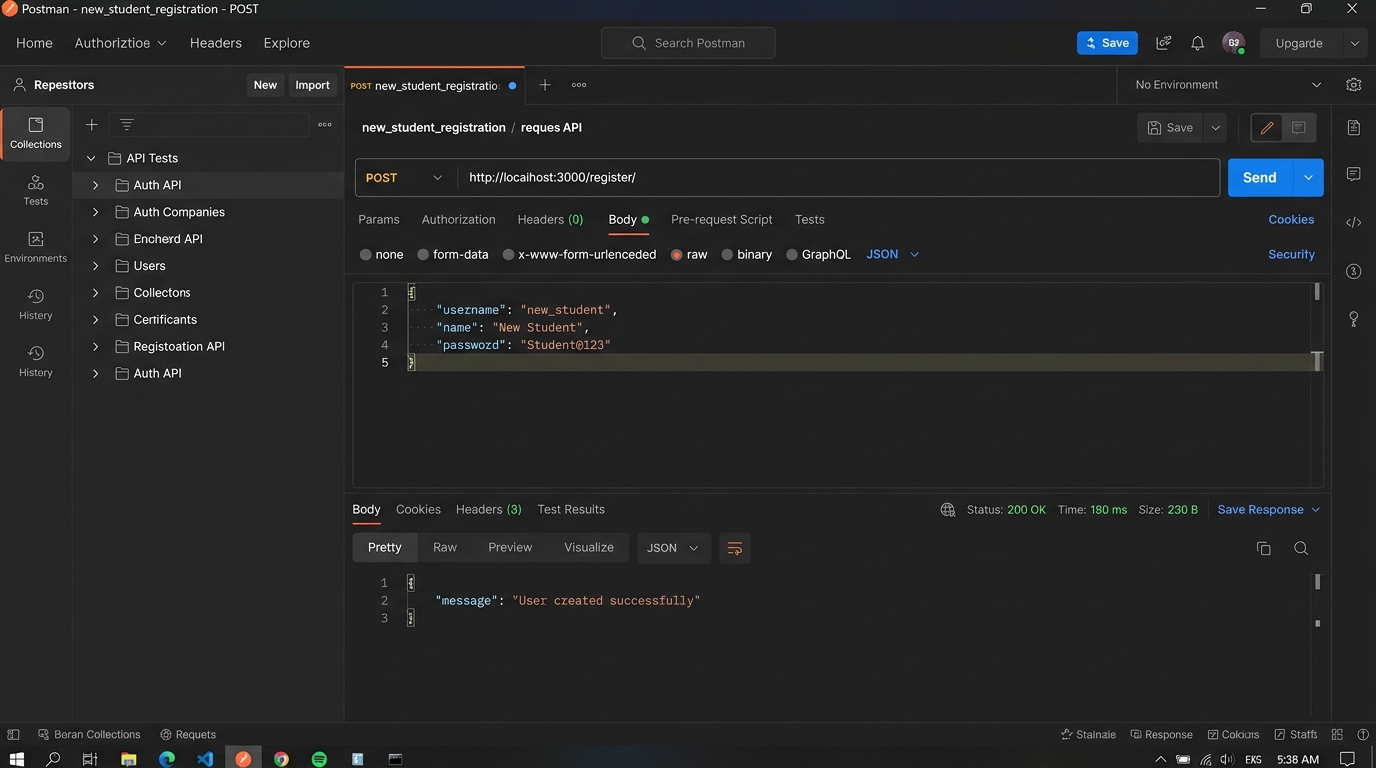 Postman - new_student_registration - POST
Home Authoriztioe Headers Explore Search Postman Save B3 Upgarde
Repesttors New Import POST new_student_registratio No Environment
new_student_registration / reques API Save
Collections
Tests
Environments
Histery
History
API Tests
Auth API
Auth Companies
Encherd API
Users
Collectons
Certificants
Registoation API
Auth API
POST http://localhost:3000/register/ Send
Params Authorization Headers (0) Body Pre-request Script Tests Cookies
none form-data x-www-form-urlenceded raw binary GraphQL JSON Security
1 {
2 "username": "new_student",
3 "name": "New Student",
4 "password": "Student@123"
5 }
Body Cookies Headers (3) Test Results Status: 200 OK Time: 180 ms Size: 230 B Save Response
Pretty Raw Preview Visualize JSON
1 {
2 "message": "User created successfully"
3 }
Beran Collections Requets Stainzie Response Colours Staffs
EKS 5:38 AM